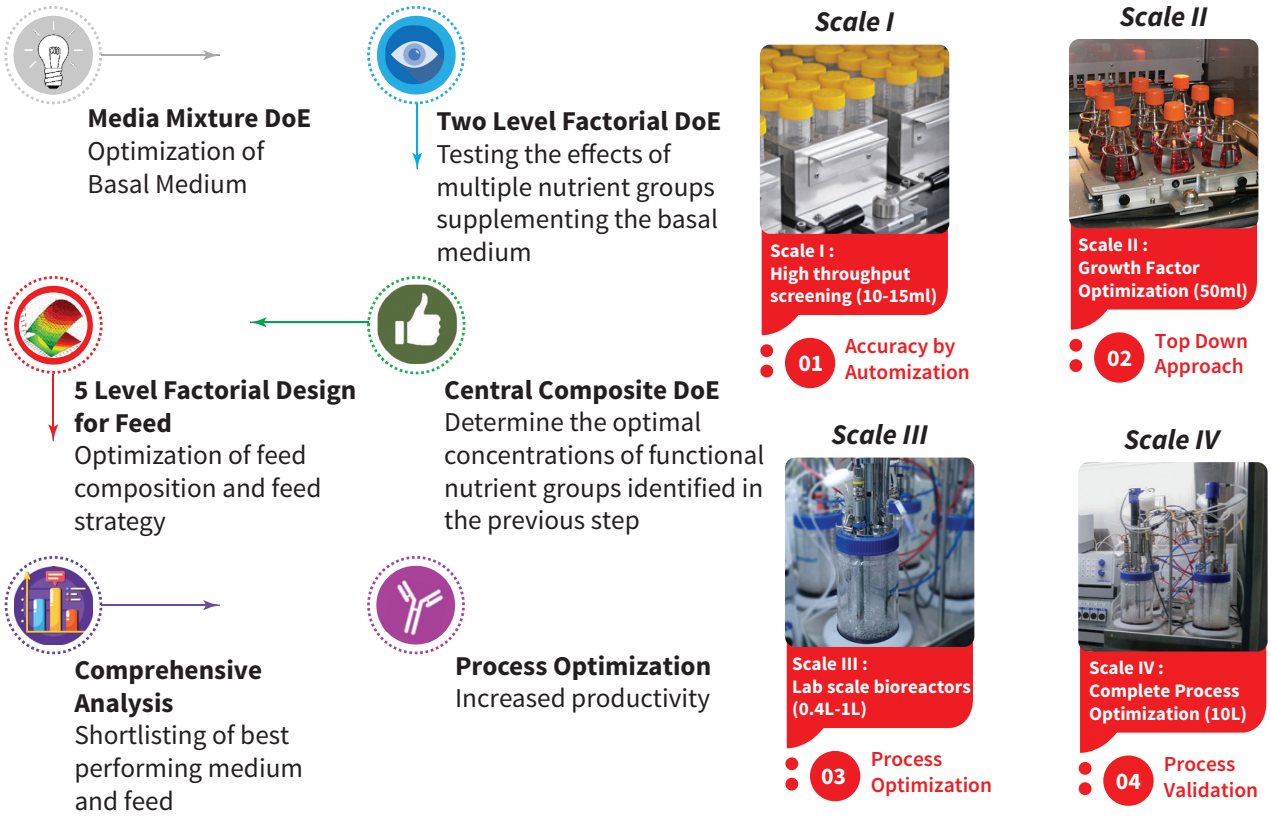 Media Mixture DoE
Optimization of
Basal Medium
Two Level Factorial DoE
Testing the effects of
multiple nutrient groups
supplementing the basal
medium
5 Level Factorial Design
for Feed
Optimization of feed
composition and feed
strategy
Central Composite DoE
Determine the optimal
concentrations of functional
nutrient groups identified in
the previous step
Comprehensive
Analysis
Shortlisting of best
performing medium
and feed
Process Optimization
Increased productivity
Scale I
Scale I :
High throughput
screening (10-15ml)
01
Accuracy by
Automization
Scale II
Scale II :
Growth Factor
Optimization (50ml)
02
Top Down
Approach
Scale III
Scale III :
Lab scale bioreactors
(0.4L-1L)
03
Process
Optimization
Scale IV
Scale IV :
Complete Process
Optimization (10L)
04
Process
Validation